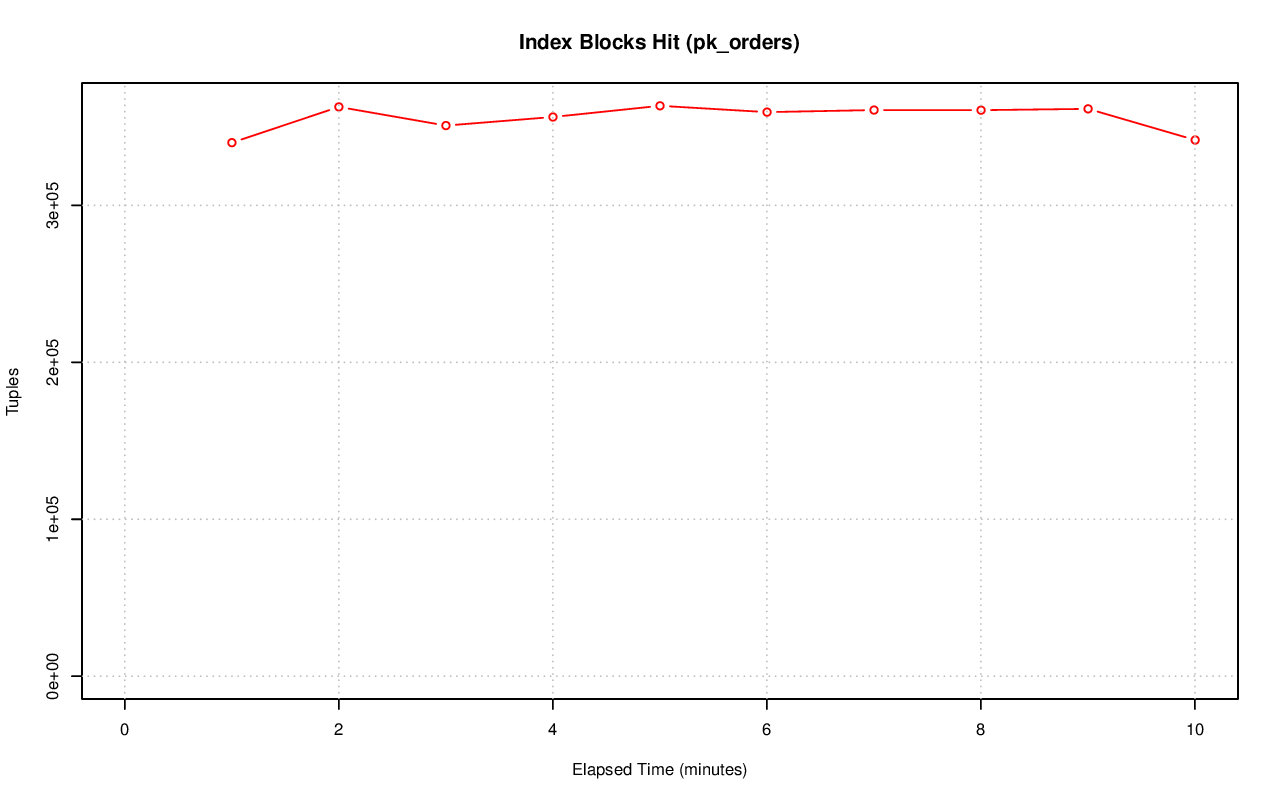 Index Blocks Hit (pk_orders)
Tuples
3e+05
2e+05
1e+05
0e+00
0 2 4 6 8 10
Elapsed Time (minutes)